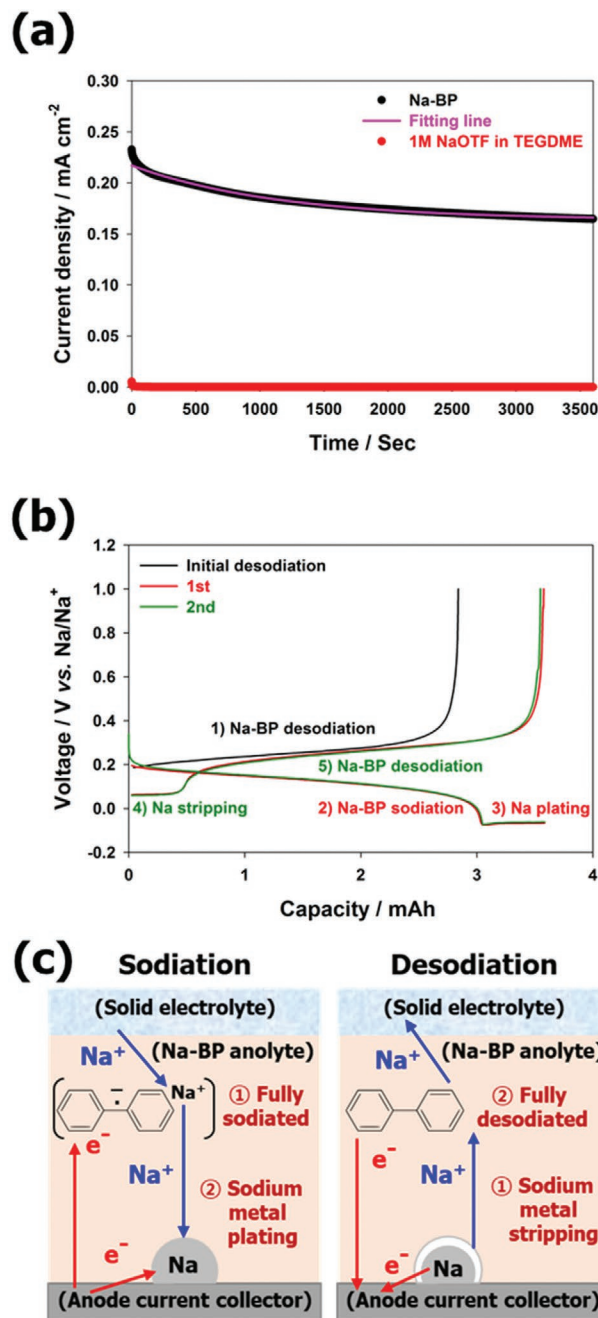 (a)
0.30
0.25
0.20
0.15
0.10
0.05
0.00
Current density / mA cm⁻²
Na-BP
Fitting line
1M NaOTF in TEGDME
0 500 1000 1500 2000 2500 3000 3500
Time / Sec
(b)
1.2
1.0
0.8
0.6
0.4
0.2
0.0
-0.2
Voltage / V vs. Na/Na⁺
Initial desodiation
1st
2nd
1) Na-BP desodiation
5) Na-BP desodiation
4) Na stripping
2) Na-BP sodiation
3) Na plating
0 1 2 3 4
Capacity / mAh
(c)
Sodiation
(Solid electrolyte)
(Na-BP anolyte)
Na⁺
Na⁺
① Fully
sodiated
e⁻
Na⁺
② Sodium
metal
plating
e⁻
Na
(Anode current collector)
Desodiation
(Solid electrolyte)
(Na-BP anolyte)
Na⁺
② Fully
desodiated
e⁻
Na⁺
① Sodium
metal
stripping
e⁻
Na
(Anode current collector)